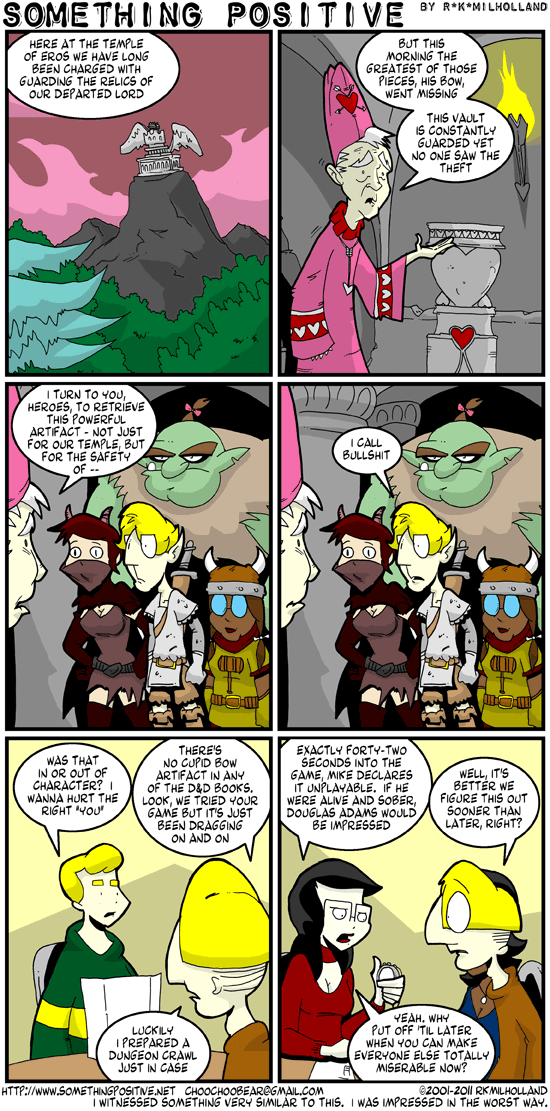 SOMETHING POSITIVE BY R*K*MILHOLLAND
HERE AT THE TEMPLE
OF EROS WE HAVE LONG
BEEN CHARGED WITH
GUARDING THE RELICS OF
OUR DEPARTED LORD
BUT THIS
MORNING THE
GREATEST OF THOSE
PIECES, HIS BOW,
WENT MISSING
THIS VAULT
IS CONSTANTLY
GUARDED YET
NO ONE SAW THE
THEFT
I TURN TO YOU,
HEROES, TO RETRIEVE
THIS POWERFUL
ARTIFACT - NOT JUST
FOR OUR TEMPLE, BUT
FOR THE SAFETY
OF --
I CALL
BULLSHIT
WAS THAT
IN OR OUT OF
CHARACTER? I
WANNA HURT THE
RIGHT "YOU"
THERE'S
NO CUPID BOW
ARTIFACT IN ANY
OF THE D&D BOOKS.
LOOK, WE TRIED YOUR
GAME BUT IT'S JUST
BEEN DRAGGING
ON AND ON
LUCKILY
I PREPARED A
DUNGEON CRAWL
JUST IN CASE
EXACTLY FORTY-TWO
SECONDS INTO THE
GAME, MIKE DECLARES
IT UNPLAYABLE. IF HE
WERE ALIVE AND SOBER,
DOUGLAS ADAMS WOULD
BE IMPRESSED
WELL, IT'S
BETTER WE
FIGURE THIS OUT
SOONER THAN
LATER, RIGHT?
YEAH. WHY
PUT OFF 'TIL LATER
WHEN YOU CAN MAKE
EVERYONE ELSE TOTALLY
MISERABLE NOW?
HTTP://WWW.SOMETHINGPOSITIVE.NET CHOOCHOOBEAR@GMAIL.COM ©2001-2011 RKMILHOLLAND
I WITNESSED SOMETHING VERY SIMILAR TO THIS. I WAS IMPRESSED IN THE WORST WAY.